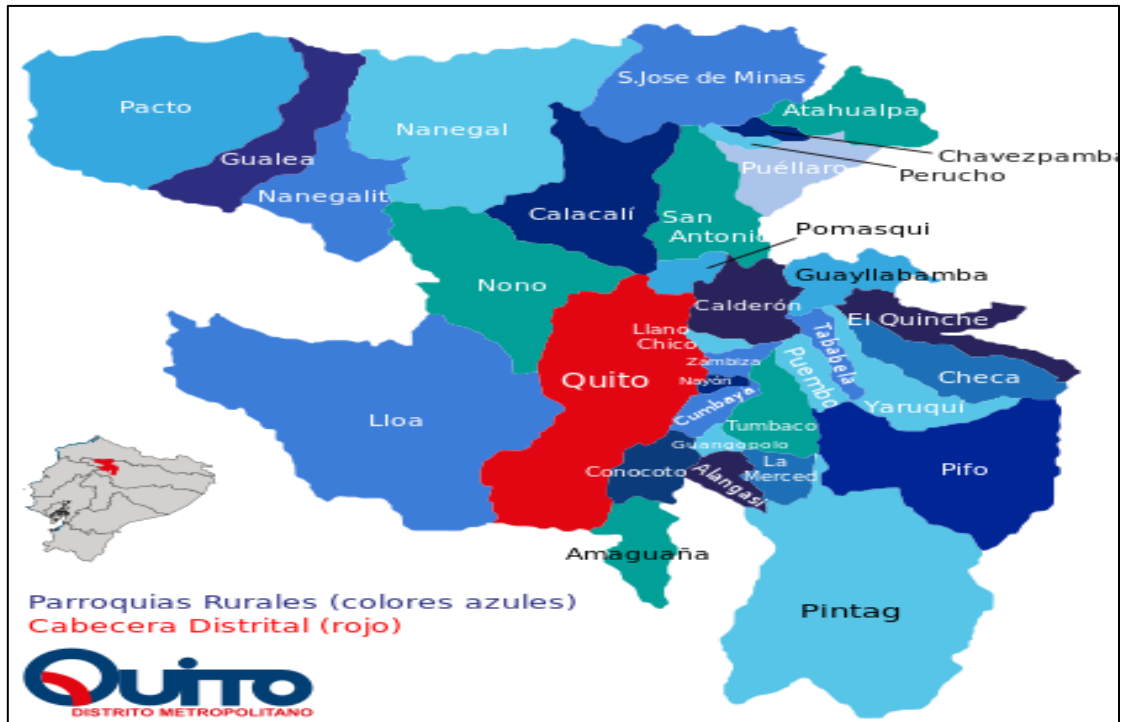 S.Jose de Minas
Pacto
Atahualpa
Nanegal
Gualea
Chavezpamba
Puéllaro
Perucho
Nanegalit
Calacalí
San
Antonio
Pomasqui
Guayllabamba
Nono
Calderón
El Quinche
Llano
Chico
Tababela
Zambiza
Puembo
Quito
Nayón
Checa
Cumbaya
Yaruquí
Lloa
Tumbaco
Guangopolo
La
Merced
Conocoto
Alangasi
Pifo
Amaguaña
Parroquias Rurales (colores azules)
Pintag
Cabecera Distrital (rojo)
QUITO
DISTRITO METROPOLITANO